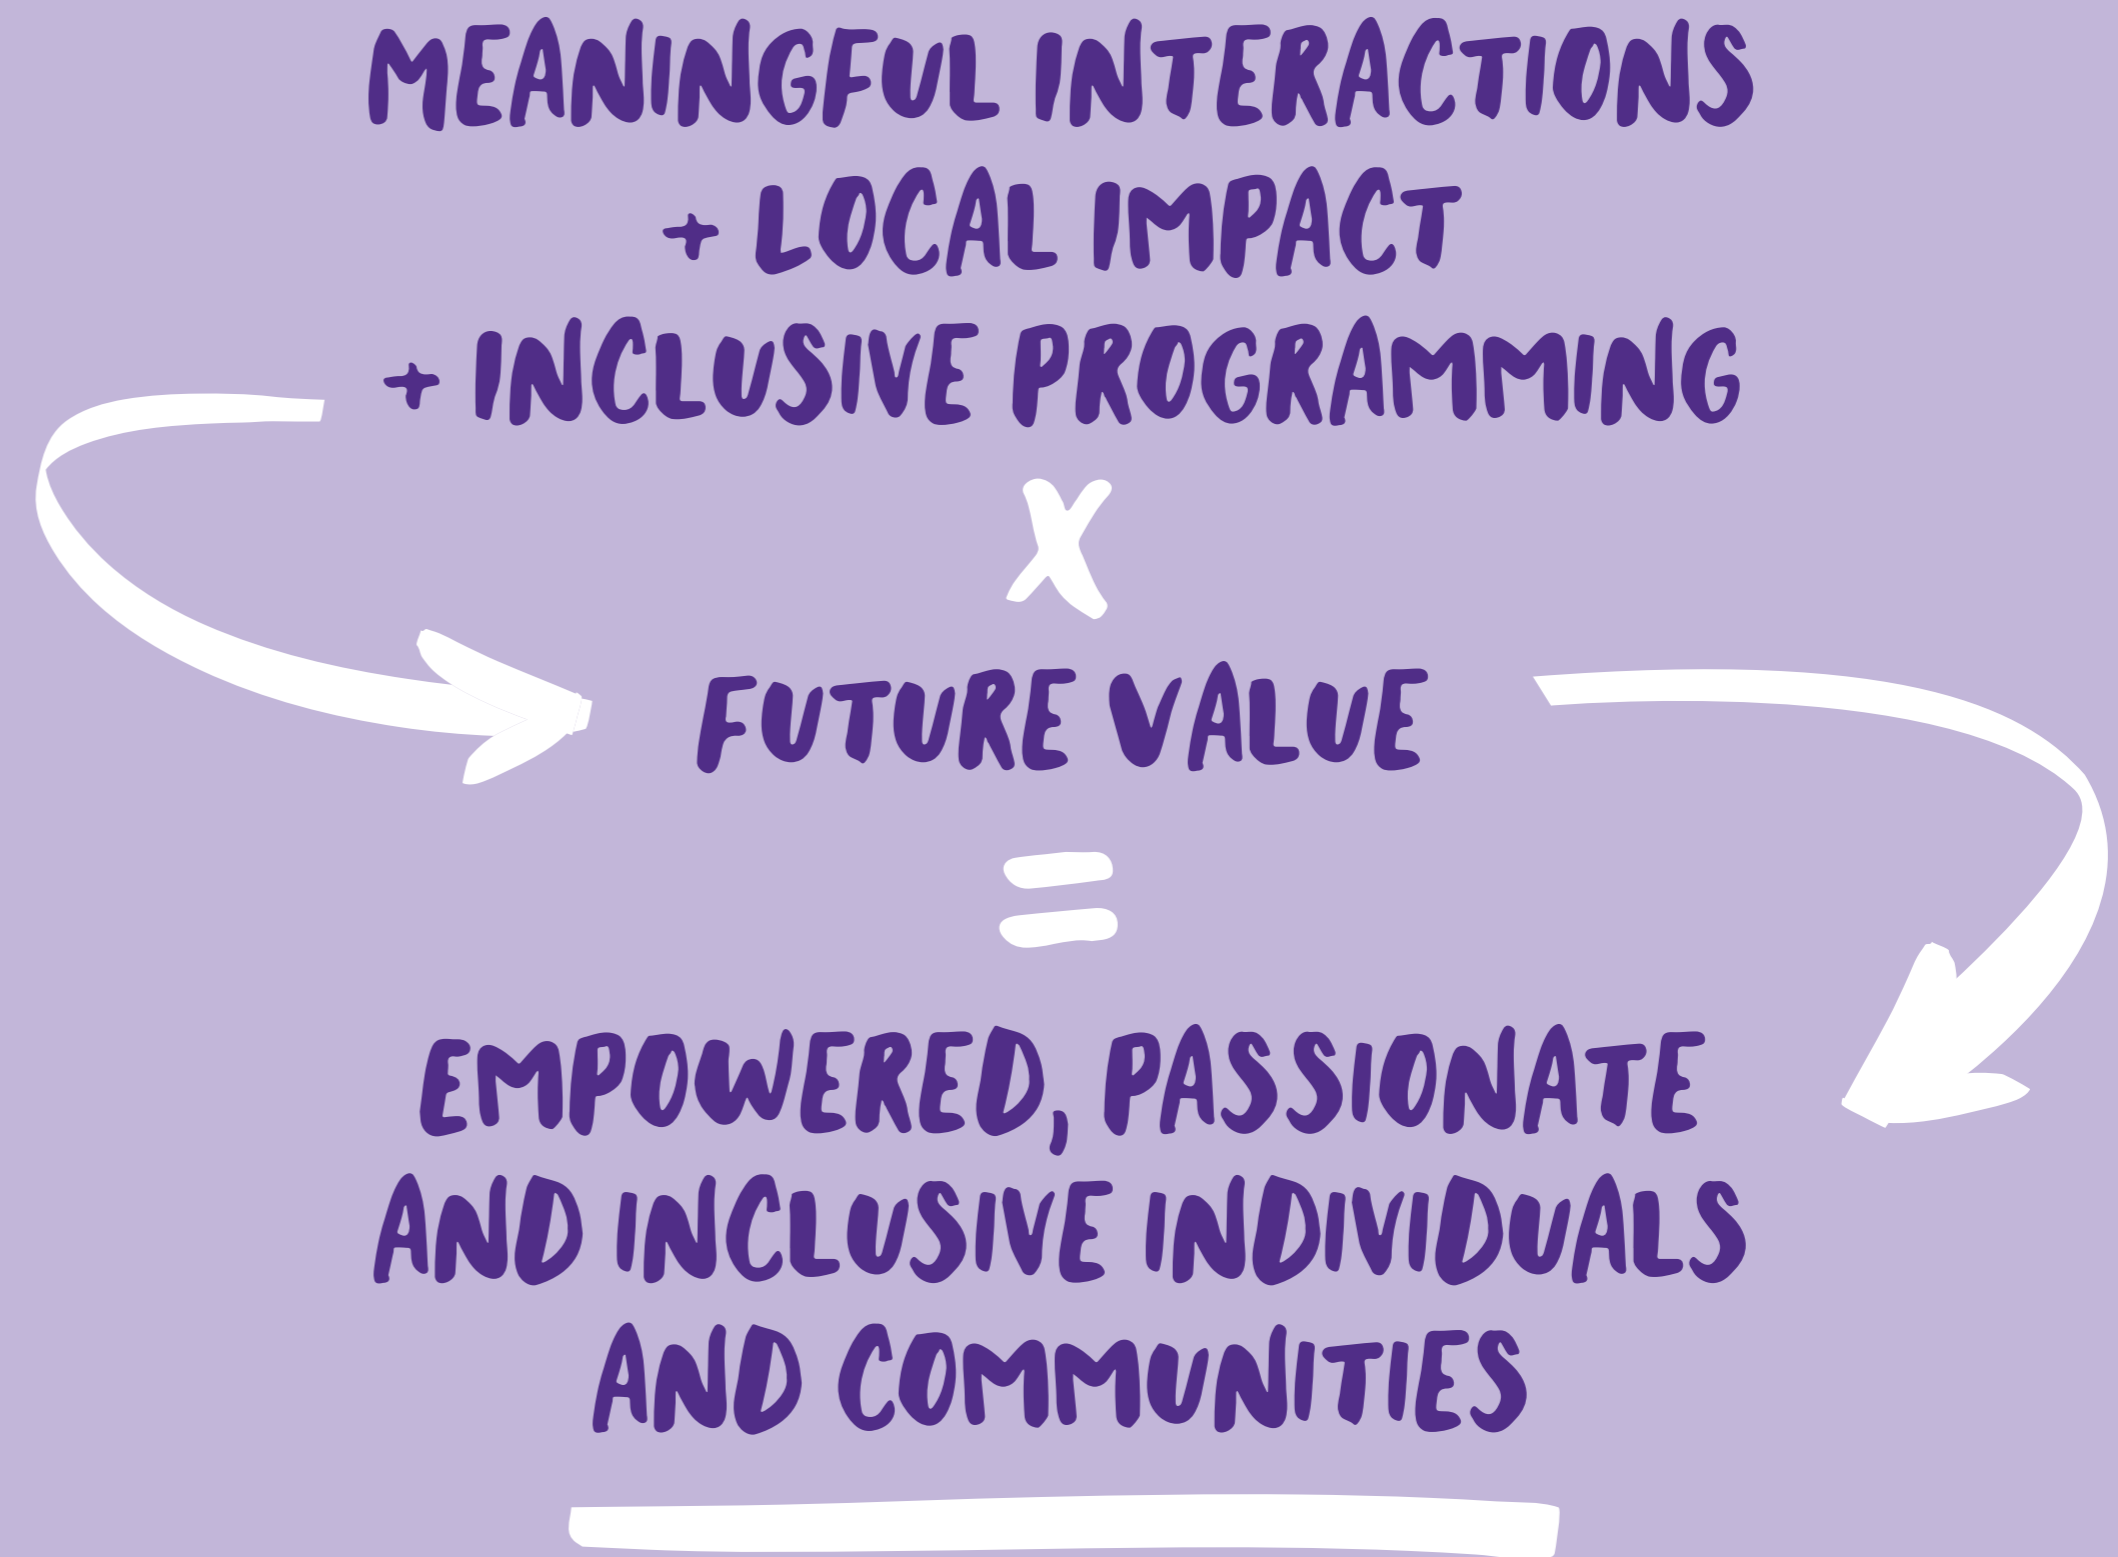 MEANINGFUL INTERACTIONS
+ LOCAL IMPACT
+ INCLUSIVE PROGRAMMING
X
FUTURE VALUE
=
EMPOWERED, PASSIONATE
AND INCLUSIVE INDIVIDUALS
AND COMMUNITIES